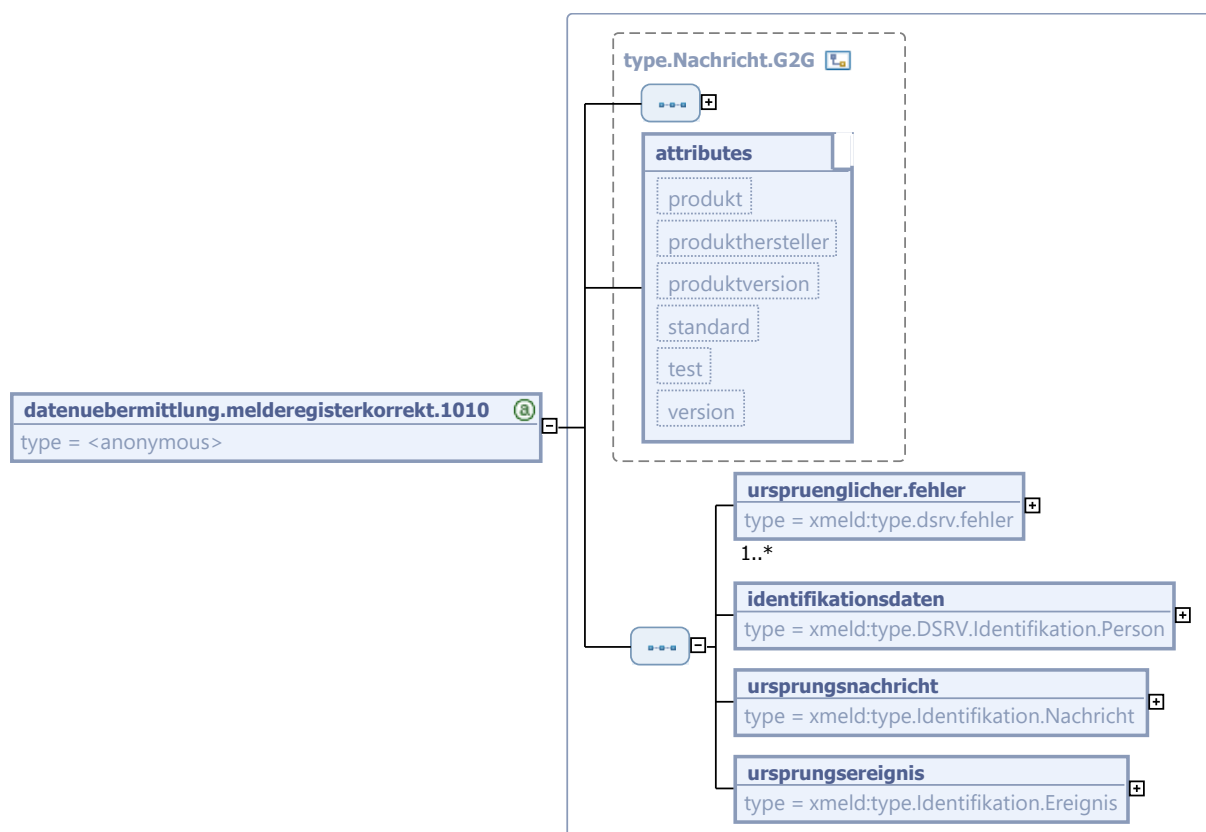 type.Nachricht.G2G
attributes
produkt
produkthersteller
produktversion
standard
test
version
datenuebermittlung.melderegisterkorrekt.1010
type = <anonymous>
urspruenglicher.fehler
type = xmeld:type.dsrv.fehler
1..*
identifikationsdaten
type = xmeld:type.DSRV.Identifikation.Person
ursprungsnachricht
type = xmeld:type.Identifikation.Nachricht
ursprungsereignis
type = xmeld:type.Identifikation.Ereignis